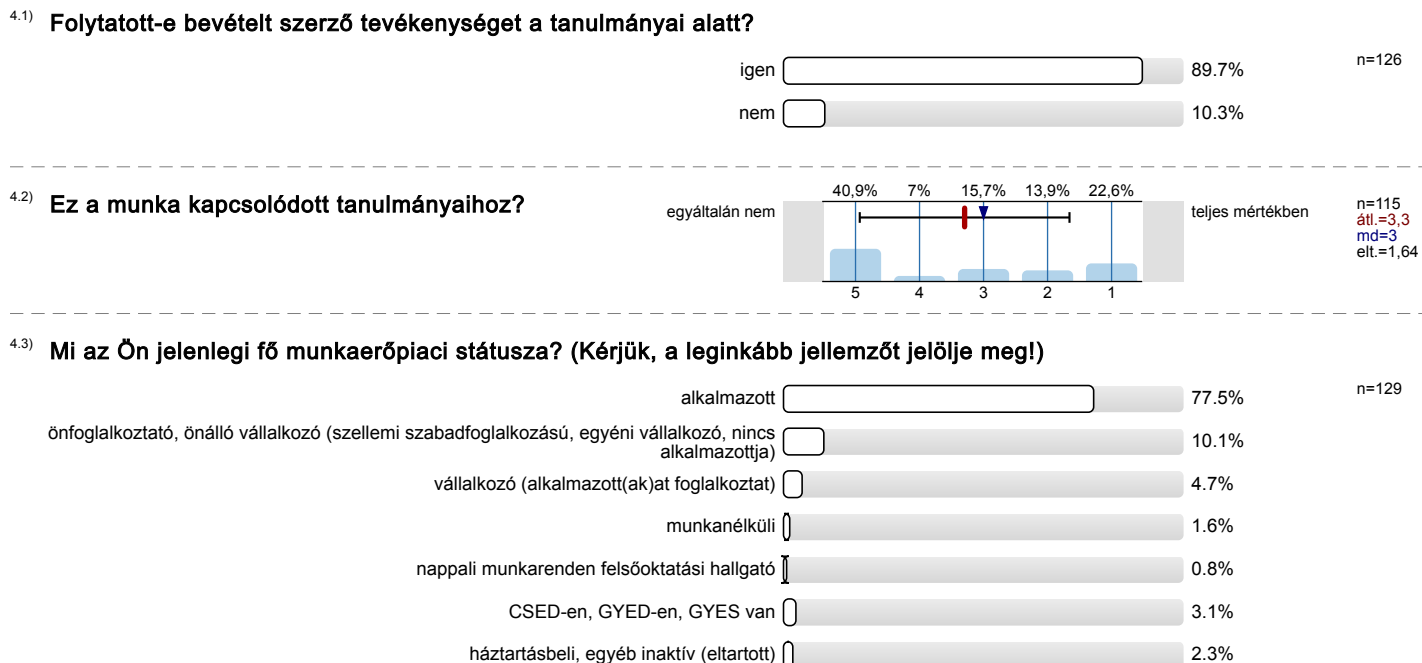 4.1) Folytatott-e bevételt szerző tevékenységet a tanulmányai alatt?
igen 89.7% n=126
nem 10.3%
4.2) Ez a munka kapcsolódott tanulmányaihoz?
40,9% 7% 15,7% 13,9% 22,6%
egyáltalán nem teljes mértékben
n=115
átl.=3,3
md=3
elt.=1,64
5 4 3 2 1
4.3) Mi az Ön jelenlegi fő munkaerőpiaci státusza? (Kérjük, a leginkább jellemzőt jelölje meg!)
alkalmazott 77.5% n=129
önfoglalkoztató, önálló vállalkozó (szellemi szabadfoglalkozású, egyéni vállalkozó, nincs
alkalmazottja) 10.1%
vállalkozó (alkalmazott(ak)at foglalkoztat) 4.7%
munkanélküli 1.6%
nappali munkarenden felsőoktatási hallgató 0.8%
CSED-en, GYED-en, GYES van 3.1%
háztartásbeli, egyéb inaktív (eltartott) 2.3%